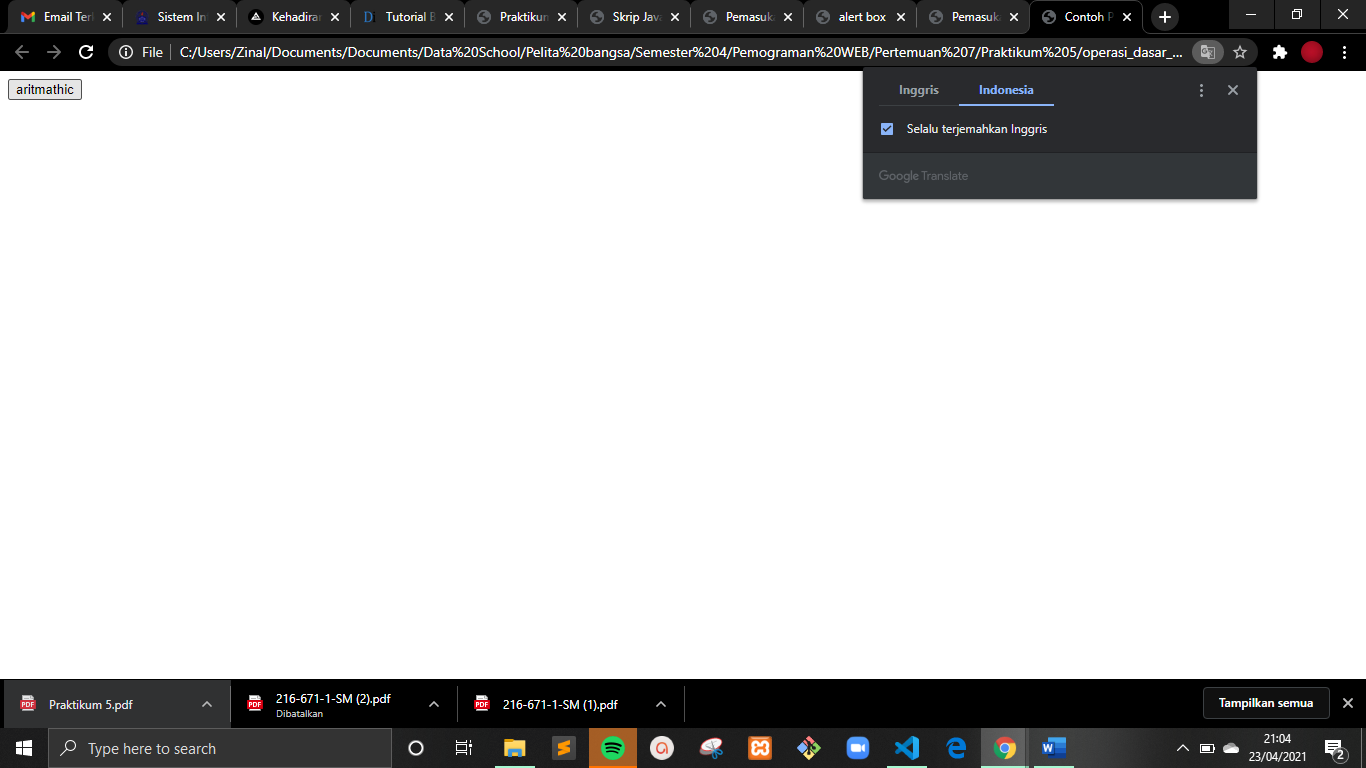 Email Terl
Sistem In
Kehadiran
Tutorial B
Praktikum
Skrip Java
Pemasuka
alert box
Pemasuka
Contoh P
File
C:/Users/Zinal/Documents/Documents/Data%20School/Pelita%20bangsa/Semester%204/Pemograman%20WEB/Pertemuan%207/Praktikum%205/operasi_dasar_...
aritmathic
Inggris
Indonesia
Selalu terjemahkan Inggris
Google Translate
Praktikum 5.pdf
216-671-1-SM (2).pdf
Dibatalkan
216-671-1-SM (1).pdf
Tampilkan semua
Type here to search
21:04
23/04/2021
2